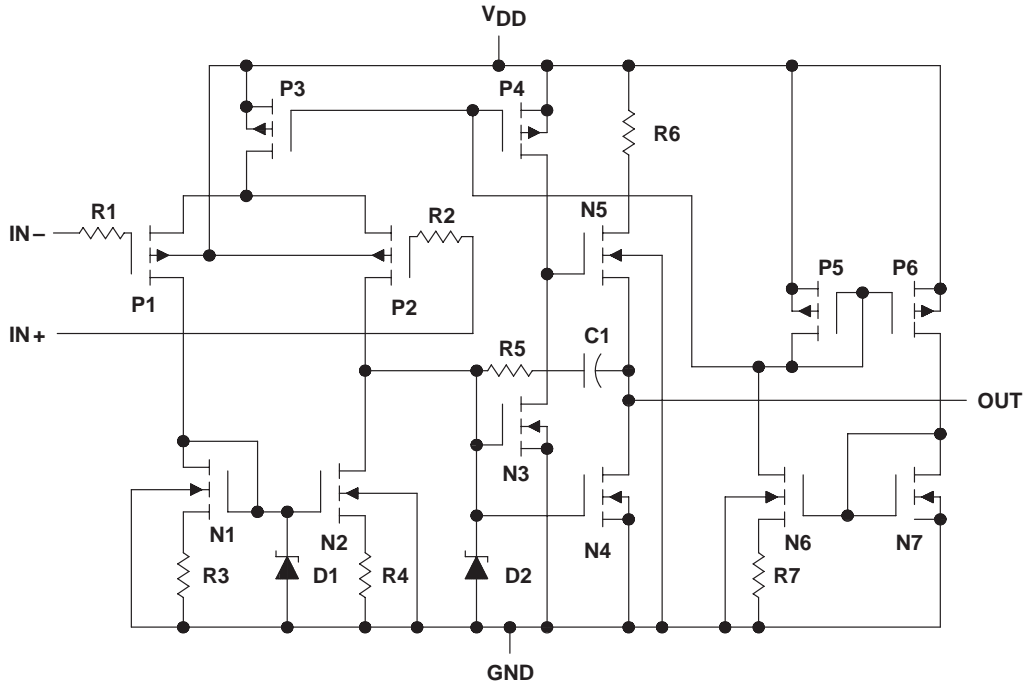 VDD
P3
P4
R6
R1
R2
N5
IN−
P5
P6
P1
P2
IN+
R5
C1
OUT
N3
N1
N2
N4
N6
N7
R3
D1
R4
D2
R7
GND